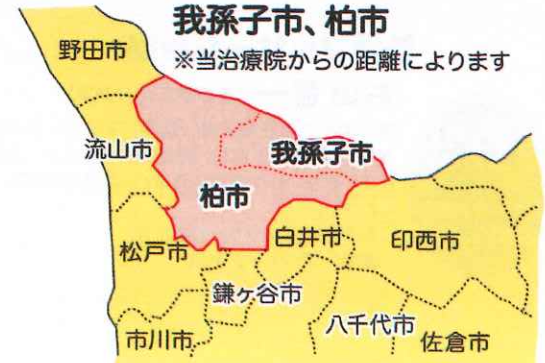 我孫子市、柏市
※当治療院からの距離によります
野田市
流山市
我孫子市
柏市
松戸市
白井市
印西市
鎌ヶ谷市
市川市
八千代市
佐倉市